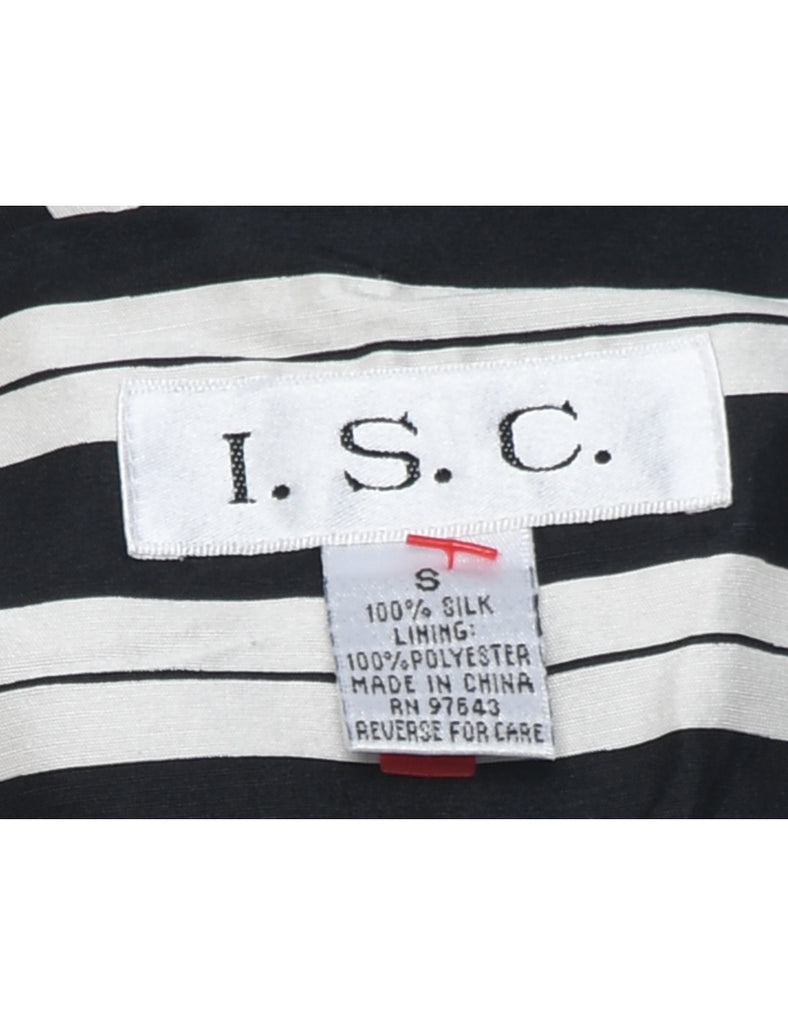 I. S. C.
S
100% SILK
LINING:
100% POLYESTER
MADE IN CHINA
RN 97643
REVERSE FOR CARE